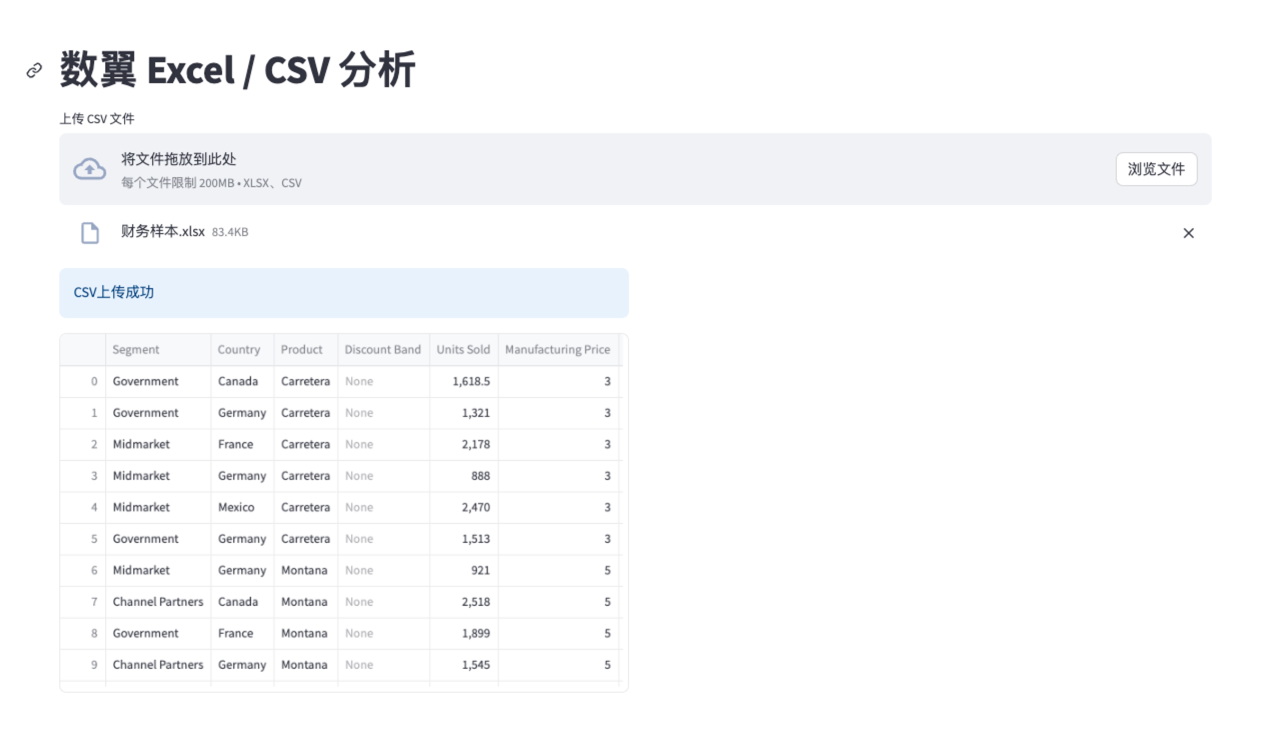 数翼 Excel / CSV 分析
上传 CSV 文件
将文件拖放到此处
每个文件限制 200MB • XLSX、CSV
浏览文件
财务样本.xlsx 83.4KB
CSV上传成功
Segment Country Product Discount Band Units Sold Manufacturing Price
0 Government Canada Carretera None 1,618.5 3
1 Government Germany Carretera None 1,321 3
2 Midmarket France Carretera None 2,178 3
3 Midmarket Germany Carretera None 888 3
4 Midmarket Mexico Carretera None 2,470 3
5 Government Germany Carretera None 1,513 3
6 Midmarket Germany Montana None 921 5
7 Channel Partners Canada Montana None 2,518 5
8 Government France Montana None 1,899 5
9 Channel Partners Germany Montana None 1,545 5